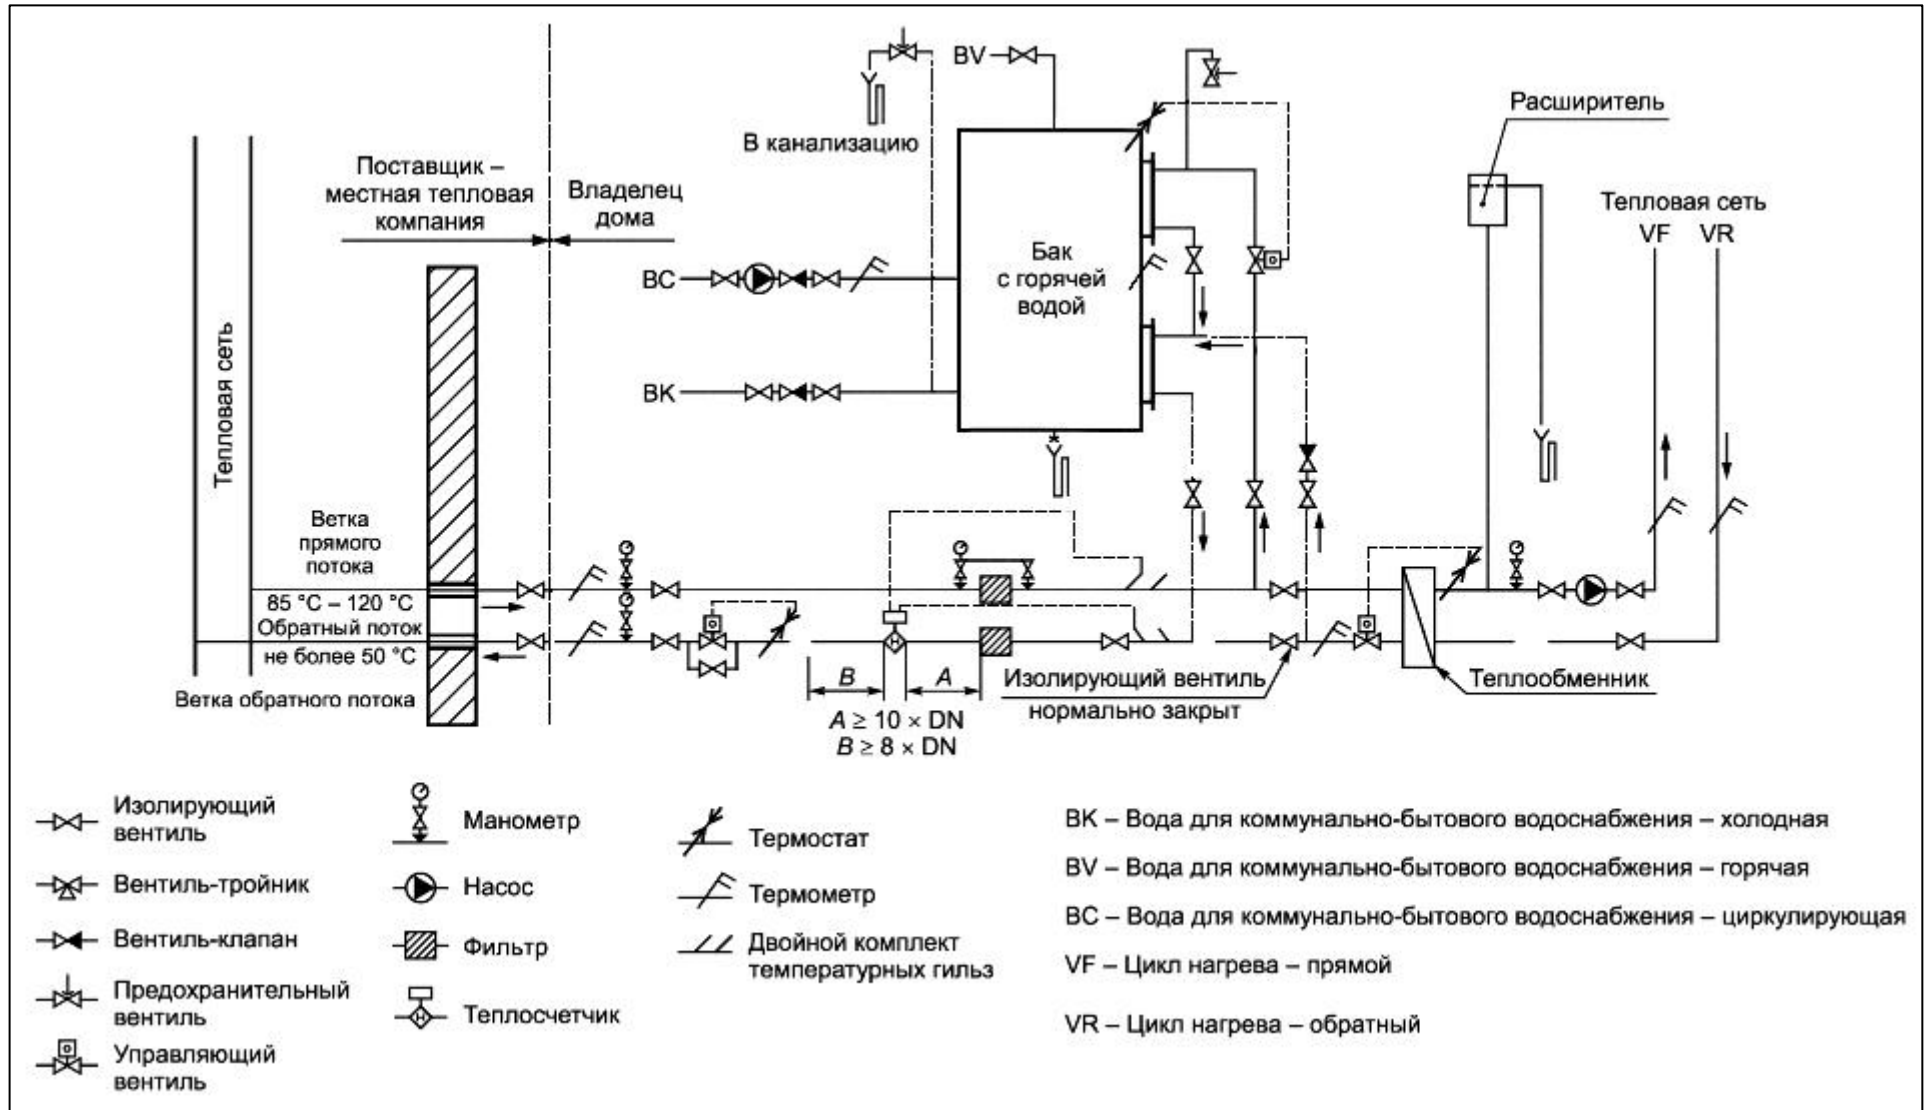 BV
В канализацию
Расширитель
Поставщик –
местная тепловая
компания
Владелец
дома
Тепловая сеть
VF VR
Бак
с горячей
водой
BC
BK
Тепловая сеть
Ветка
прямого
потока
85 °C – 120 °C
Обратный поток
не более 50 °C
Ветка обратного потока
B
A
A ≥ 10 × DN
B ≥ 8 × DN
Изолирующий вентиль
нормально закрыт
Теплообменник
Изолирующий
вентиль
Вентиль-тройник
Вентиль-клапан
Предохранительный
вентиль
Управляющий
вентиль
Манометр
Насос
Фильтр
Теплосчетчик
Термостат
Термометр
Двойной комплект
температурных гильз
BK – Вода для коммунально-бытового водоснабжения – холодная
BV – Вода для коммунально-бытового водоснабжения – горячая
BC – Вода для коммунально-бытового водоснабжения – циркулирующая
VF – Цикл нагрева – прямой
VR – Цикл нагрева – обратный